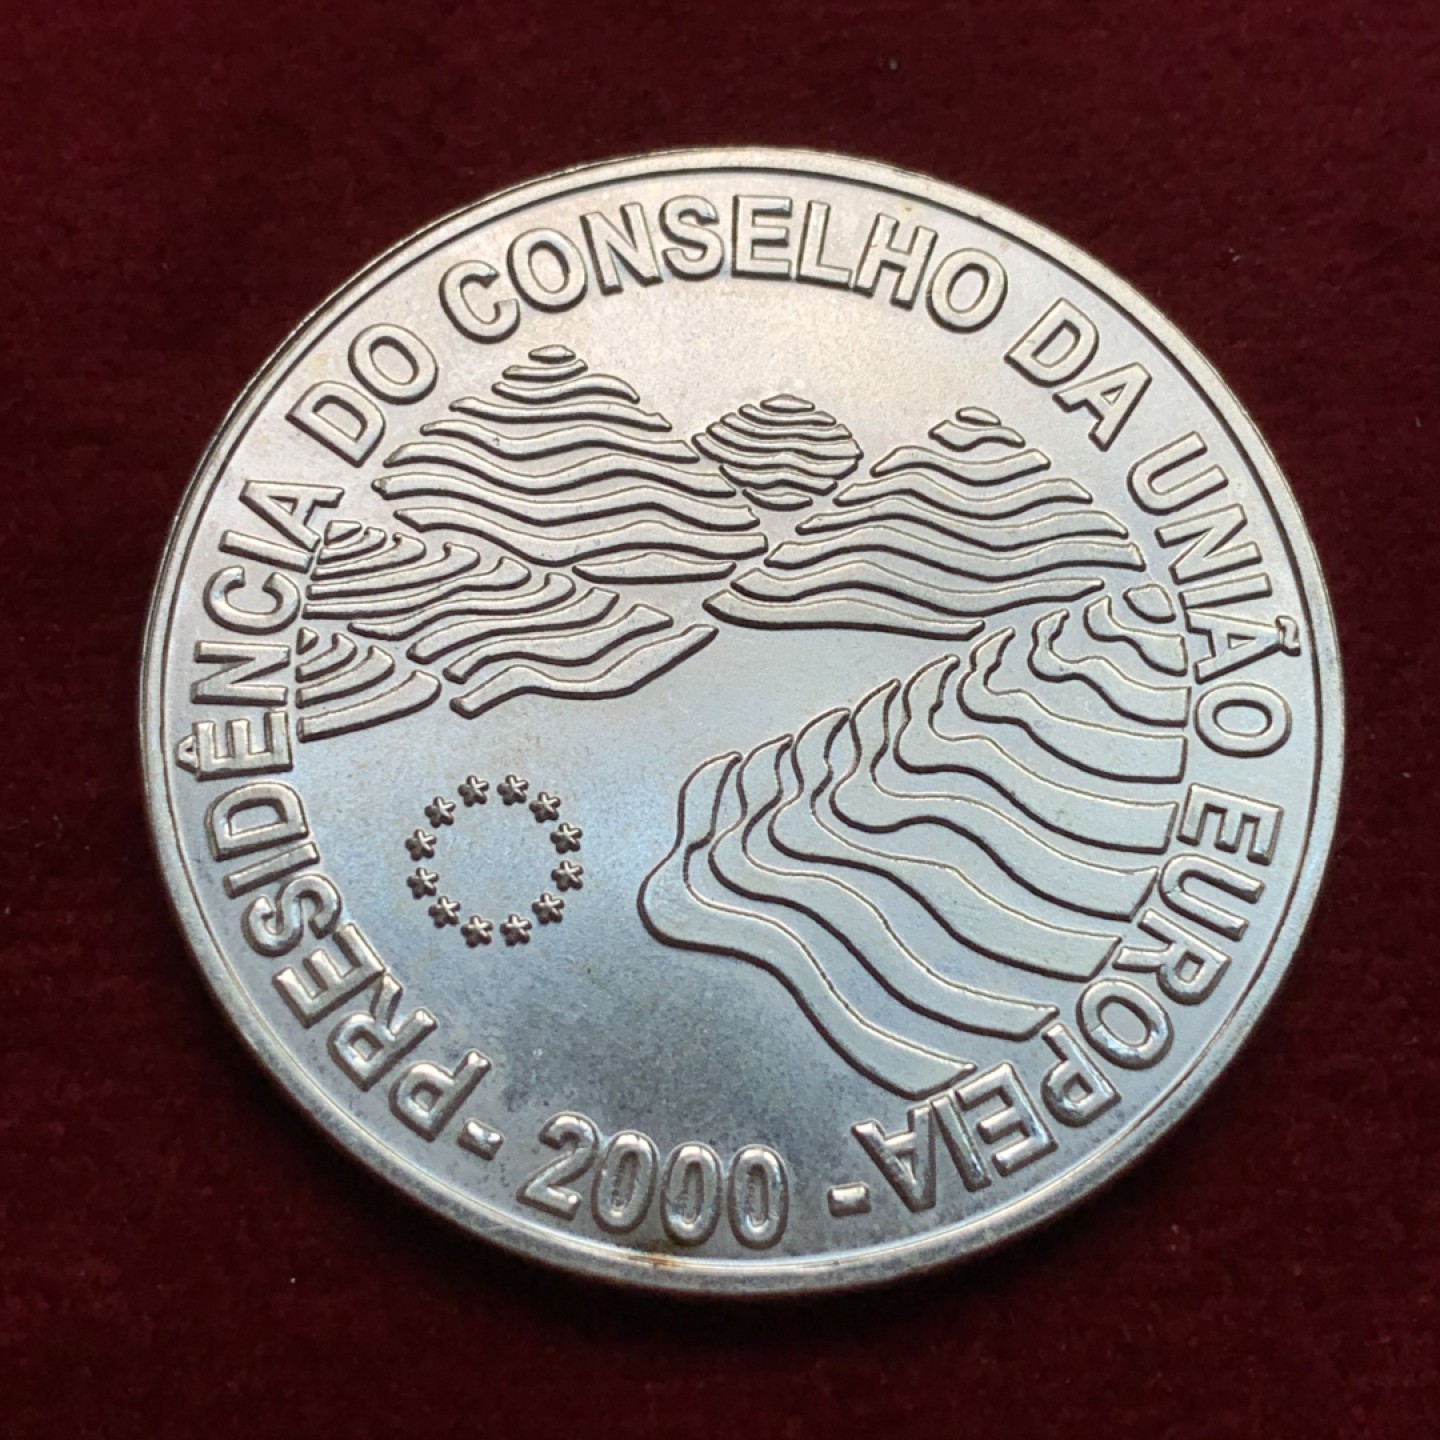 PRESIDÊNCIA DO CONSELHO DA UNIÃO EUROPEIA
- 2000 -